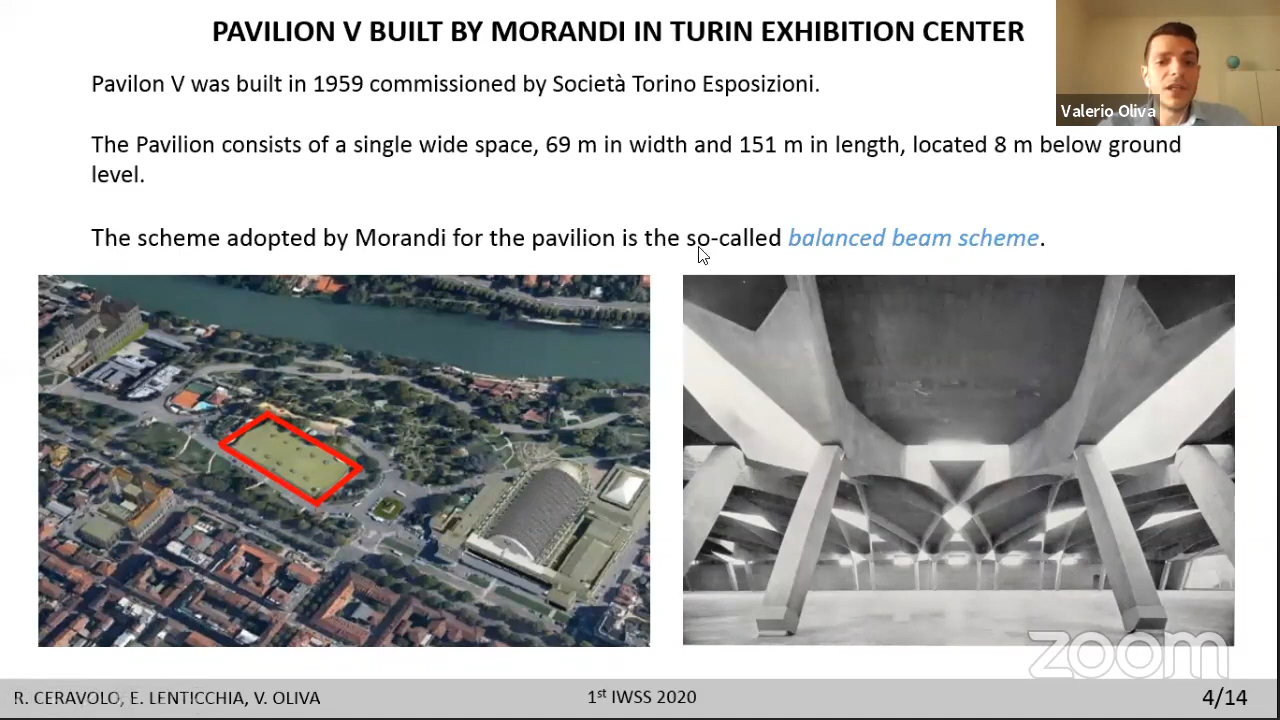 PAVILION V BUILT BY MORANDI IN TURIN EXHIBITION CENTER
Valerio Oliva
Pavilon V was built in 1959 commissioned by Società Torino Esposizioni.
The Pavilion consists of a single wide space, 69 m in width and 151 m in length, located 8 m below ground
level.
The scheme adopted by Morandi for the pavilion is the so-called balanced beam scheme.
zoom
R. CERAVOLO, E. LENTICCHIA, V. OLIVA
1st IWSS 2020
4/14